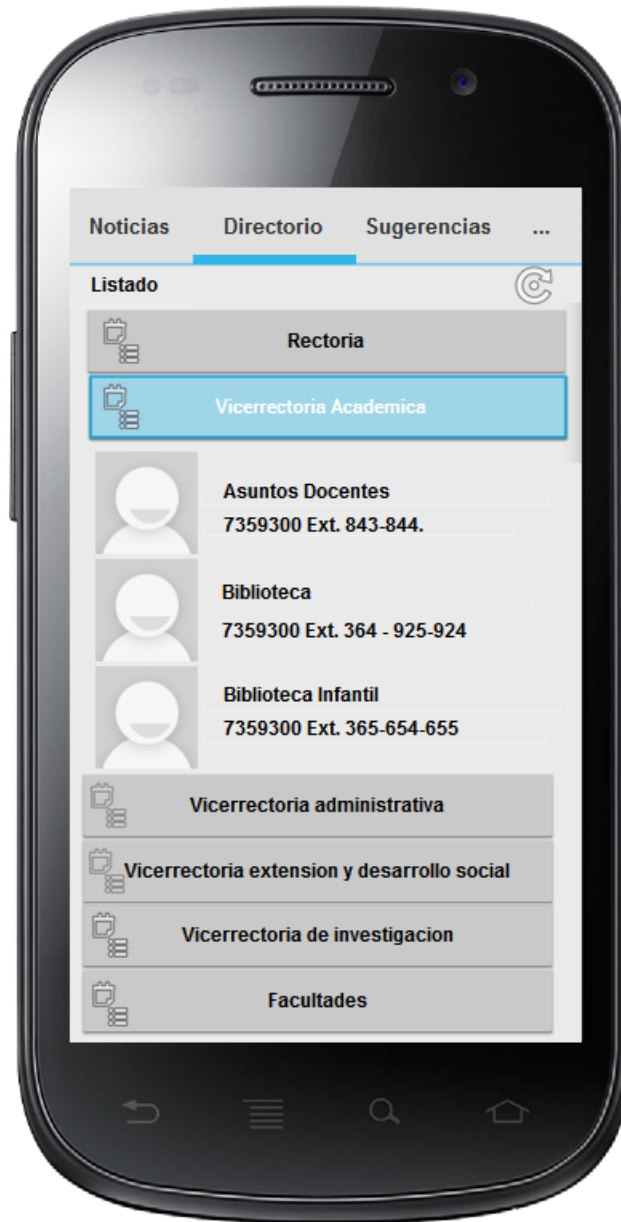 Noticias Directorio Sugerencias ...
Listado
Rectoria
Vicerrectoria Academica
Asuntos Docentes
7359300 Ext. 843-844.
Biblioteca
7359300 Ext. 364 - 925-924
Biblioteca Infantil
7359300 Ext. 365-654-655
Vicerrectoria administrativa
Vicerrectoria extension y desarrollo social
Vicerrectoria de investigacion
Facultades